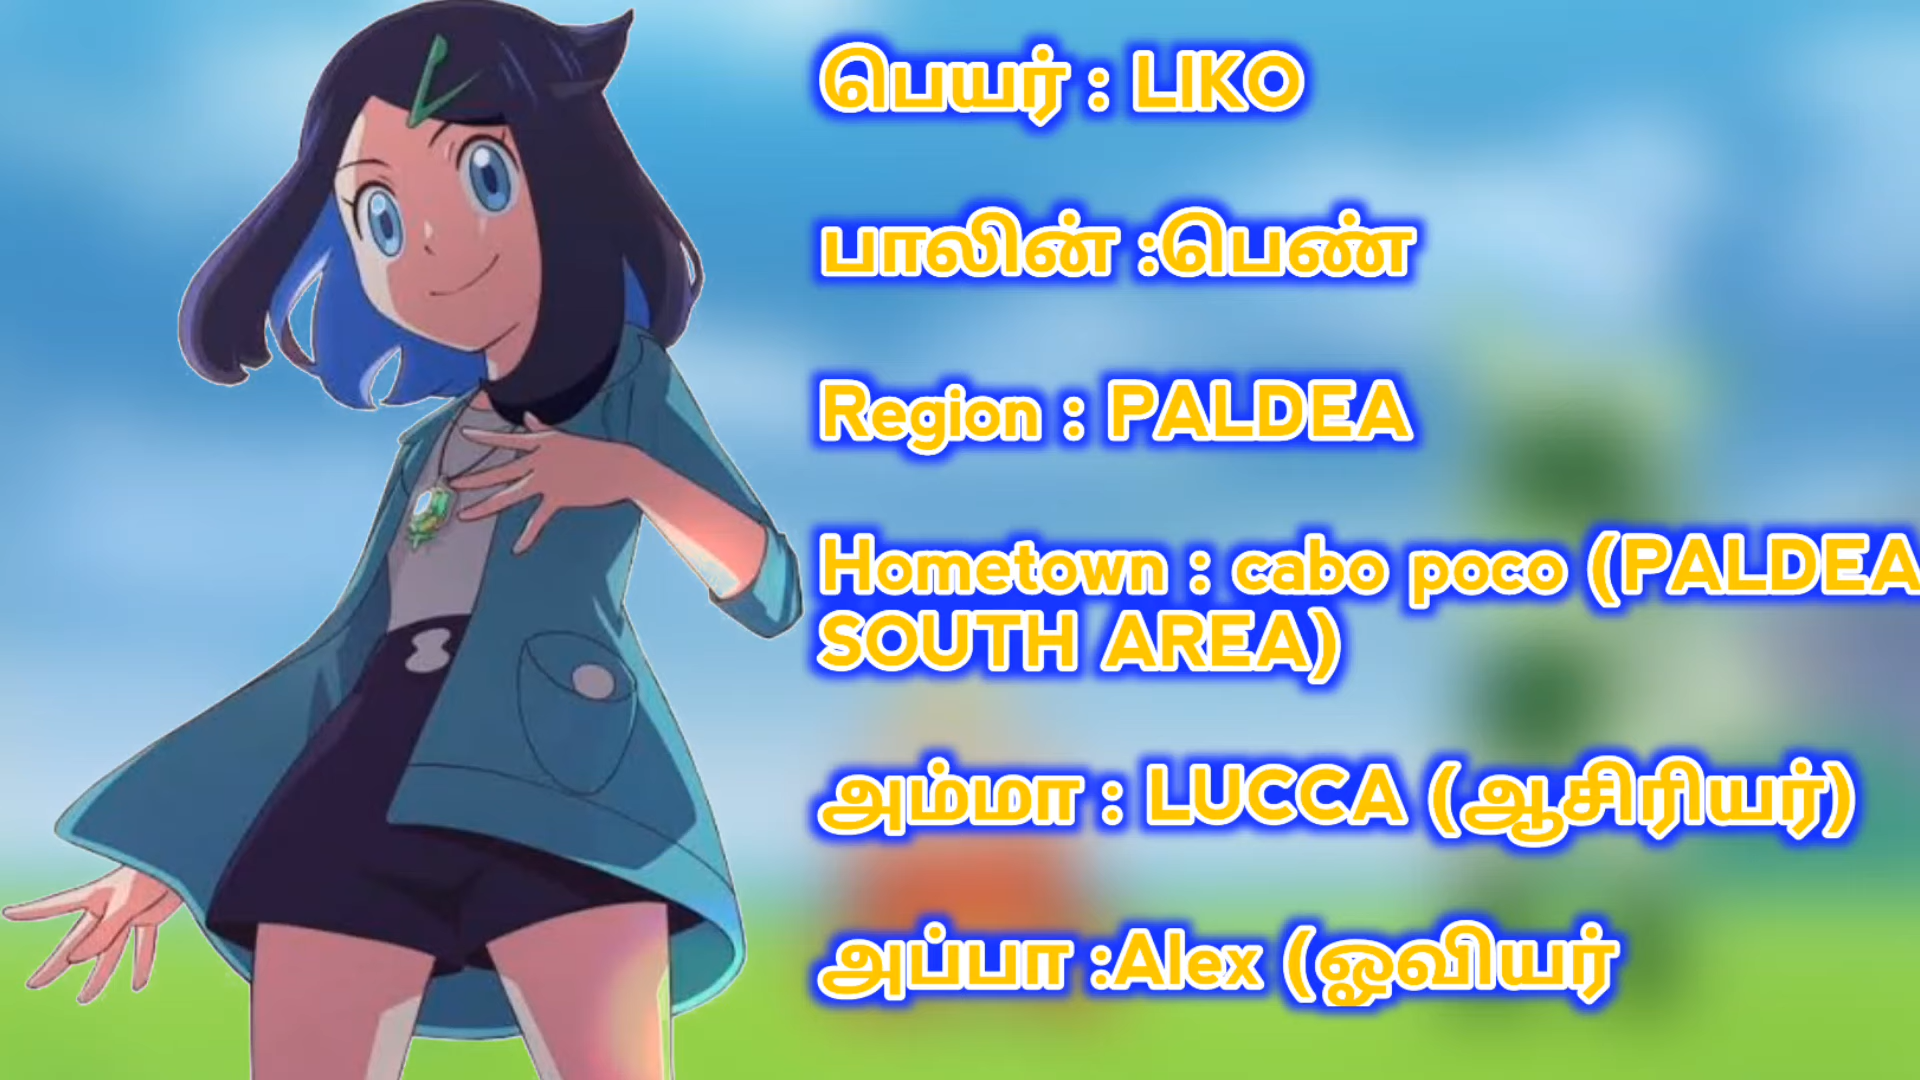 பெயர் : LIKO
பாலின் :பெண்
Region : PALDEA
Hometown : cabo poco (PALDEA
SOUTH AREA)
அம்மா : LUCCA (ஆசிரியர்)
அப்பா :Alex (ஓவியர்